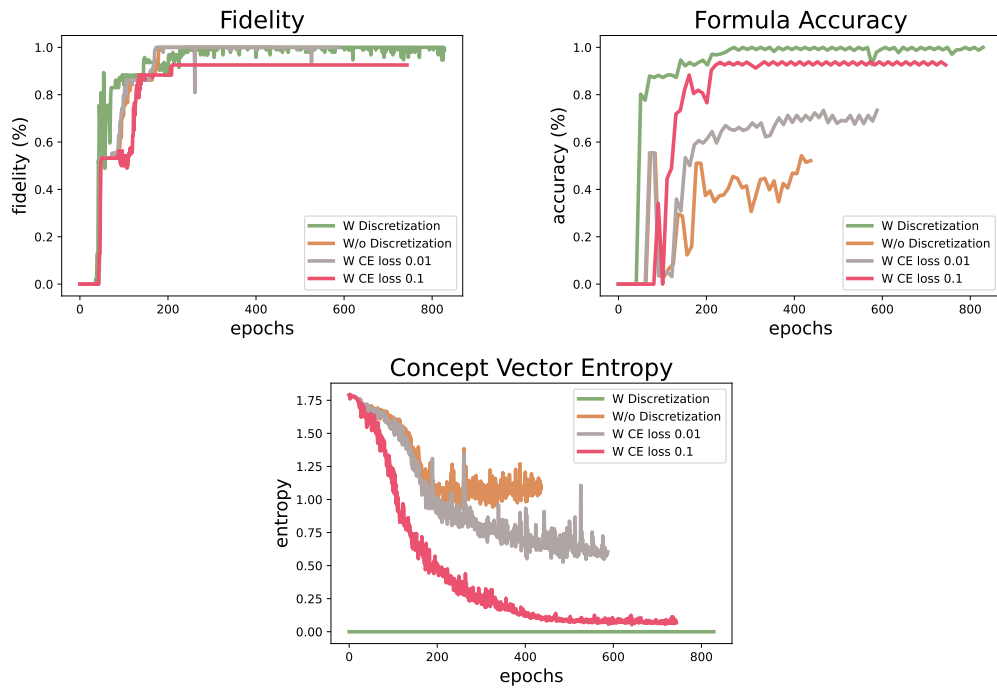 Fidelity
fidelity (%)
1.0
0.8
0.6
0.4
0.2
0.0
0
200
400
600
800
epochs
W Discretization
W/o Discretization
W CE loss 0.01
W CE loss 0.1
Formula Accuracy
accuracy (%)
1.0
0.8
0.6
0.4
0.2
0.0
0
200
400
600
800
epochs
W Discretization
W/o Discretization
W CE loss 0.01
W CE loss 0.1
Concept Vector Entropy
entropy
1.75
1.50
1.25
1.00
0.75
0.50
0.25
0.00
0
200
400
600
800
epochs
W Discretization
W/o Discretization
W CE loss 0.01
W CE loss 0.1